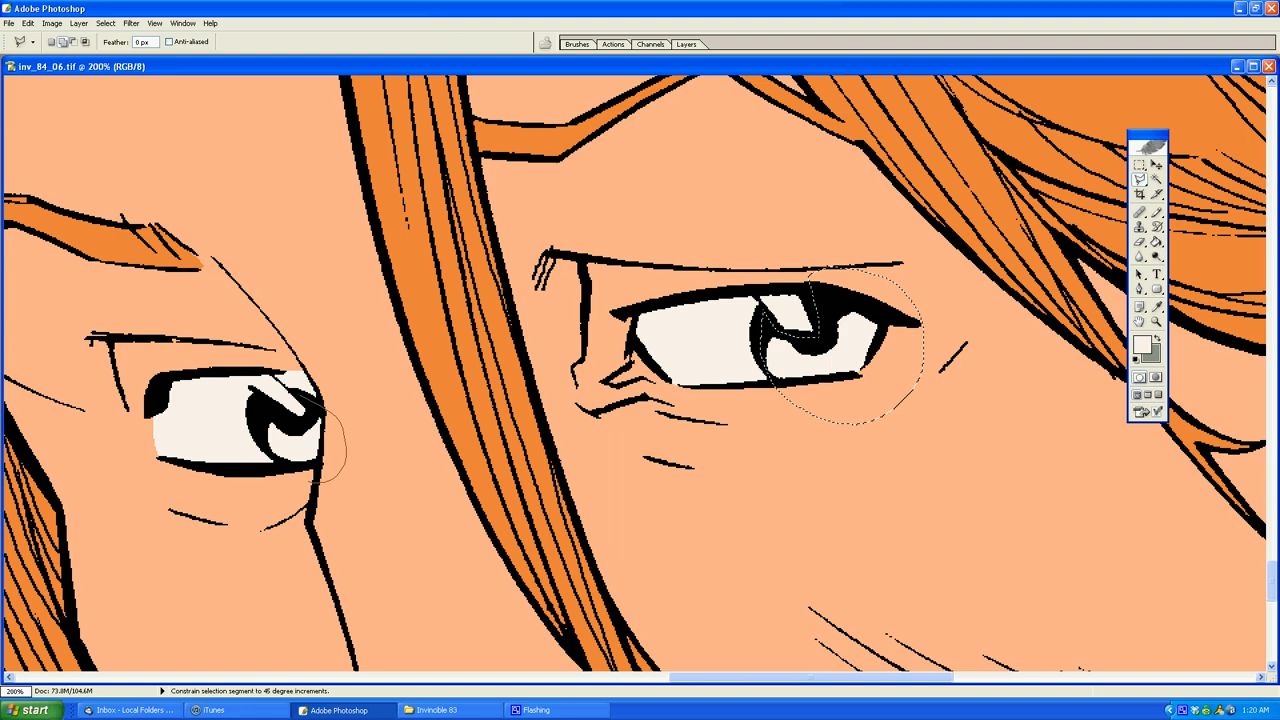 Adobe Photoshop
File Edit Image Layer Select Filter View Window Help
Feather: 0 px Anti-aliased Brushes Actions Channels Layers
inv_84_06.tif @ 200% (RGB/8)
T
200% Doc: 73.8M/104.6M Constrain selection segment to 45 degree increments.
start Inbox - Local Folders ... iTunes Adobe Photoshop Invincible 83 Flashing 1:20 AM